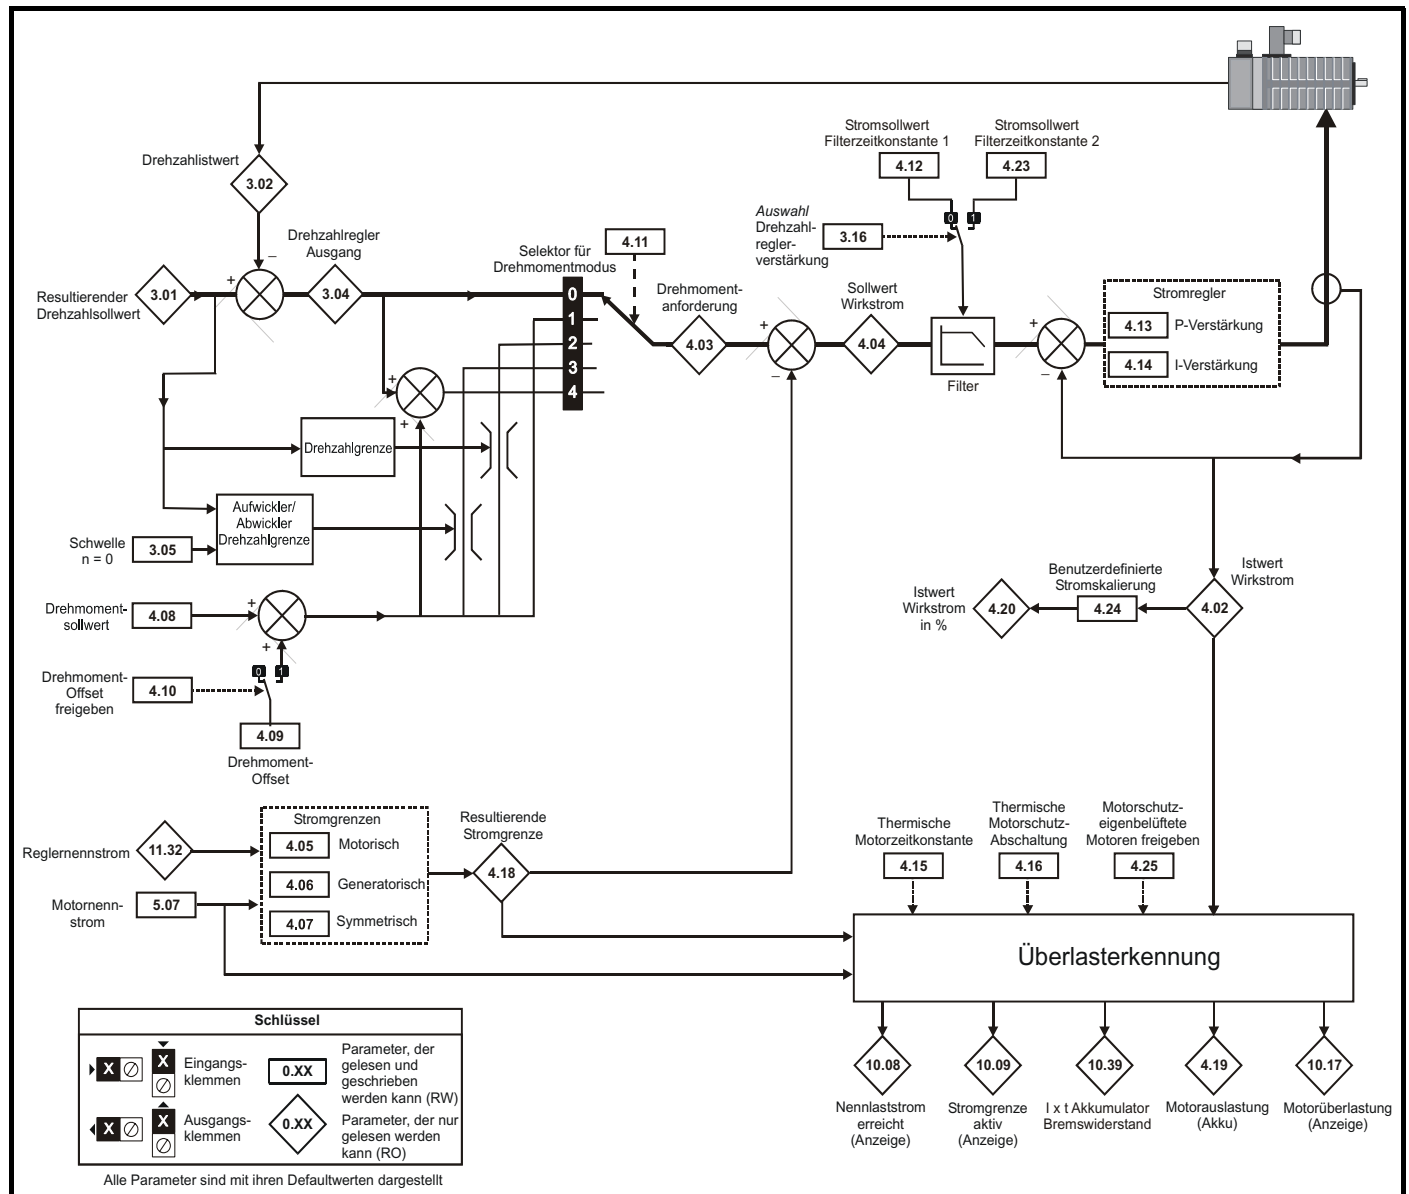 Stromsollwert
Filterzeitkonstante 1
Stromsollwert
Filterzeitkonstante 2
4.12
4.23
Drehzahlistwert
3.02
0
1
Auswahl
Drehzahl-
regler-
verstärkung
3.16
Drehzahlregler
Ausgang
Selektor für
Drehmomentmodus
4.11
−
+
Resultierender
Drehzahlsollwert
3.01
3.04
0
1
2
3
4
Drehmoment-
anforderung
4.03
+
−
Sollwert
Wirkstrom
4.04
Filter
+
−
Stromregler
4.13
P-Verstärkung
4.14
I-Verstärkung
+
+
Drehzahlgrenze
Aufwickler/
Abwickler
Drehzahlgrenze
Schwelle
n = 0
3.05
Drehmoment-
sollwert
4.08
+
+
0
1
Drehmoment-
Offset
freigeben
4.10
4.09
Drehmoment-
Offset
Istwert
Wirkstrom
in %
4.20
Benutzerdefinierte
Stromskalierung
4.24
Istwert
Wirkstrom
4.02
Reglernennstrom
11.32
Motornenn-
strom
5.07
Stromgrenzen
4.05
Motorisch
4.06
Generatorisch
4.07
Symmetrisch
Resultierende
Stromgrenze
4.18
Thermische
Motorzeitkonstante
4.15
Thermische
Motorschutz-
Abschaltung
4.16
Motorschutz-
eigenbelüftete
Motoren freigeben
4.25
Überlasterkennung
10.08
Nennlaststrom
erreicht
(Anzeige)
10.09
Stromgrenze
aktiv
(Anzeige)
10.39
I x t Akkumulator
Bremswiderstand
4.19
Motorauslastung
(Akku)
10.17
Motorüberlastung
(Anzeige)
Schlüssel
X
X
Eingangs-
klemmen
0.XX
Parameter, der
gelesen und
geschrieben
werden kann (RW)
X
X
Ausgangs-
klemmen
0.XX
Parameter, der nur
gelesen werden
kann (RO)
Alle Parameter sind mit ihren Defaultwerten dargestellt